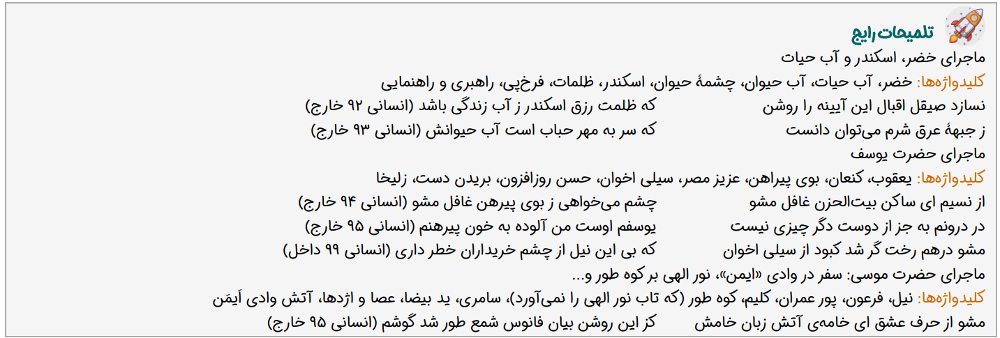 تلمیحات رایج
ماجرای خضر، اسکندر و آب حیات
کلیدواژه‌ها: خضر، آب حیات، آب حیوان، چشمهٔ حیوان، اسکندر، ظلمات، فرخ‌پی، راهبری و راهنمایی
نسازد صیقل اقبال این آیینه را روشن که ظلمت رزق اسکندر ز آب زندگی باشد (انسانی ۹۲ خارج)
ز جبههٔ عرق شرم می‌توان دانست که سر به مهر حباب است آب حیوانش (انسانی ۹۳ خارج)
ماجرای حضرت یوسف
کلیدواژه‌ها: یعقوب، کنعان، بوی پیراهن، عزیز مصر، سیلی اخوان، حسن روزافزون، بریدن دست، زلیخا
از نسیم ای ساکن بیت‌الحزن غافل مشو چشم می‌خواهی ز بوی پیرهن غافل مشو (انسانی ۹۴ خارج)
در درونم به جز از دوست دگر چیزی نیست یوسفم اوست من آلوده به خون پیرهنم (انسانی ۹۵ خارج)
مشو درهم رخت گر شد کبود از سیلی اخوان که بی این نیل از چشم خریداران خطر داری (انسانی ۹۹ داخل)
ماجرای حضرت موسی: سفر در وادی «ایمن»، نور الهی بر کوه طور و...
کلیدواژه‌ها: نیل، فرعون، پور عمران، کلیم، کوه طور (که تاب نور الهی را نمی‌آورد)، سامری، ید بیضا، عصا و اژدها، آتش وادی اَیمَن
مشو از حرف عشق ای خامه‌ی آتش زبان خامش کز این روشن بیان فانوس شمع طور شد گوشم (انسانی ۹۵ خارج)